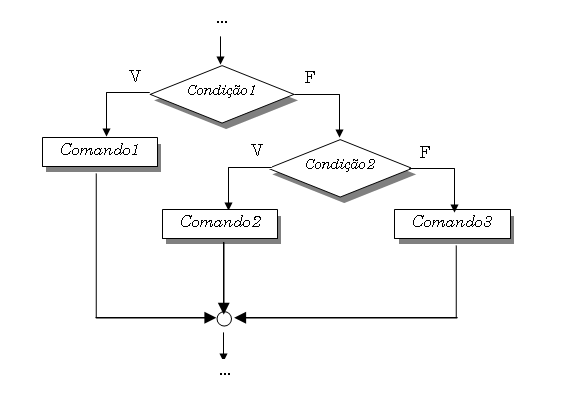 ...
V
F
Condição1
Comando1
V
F
Condição2
Comando2
Comando3
...